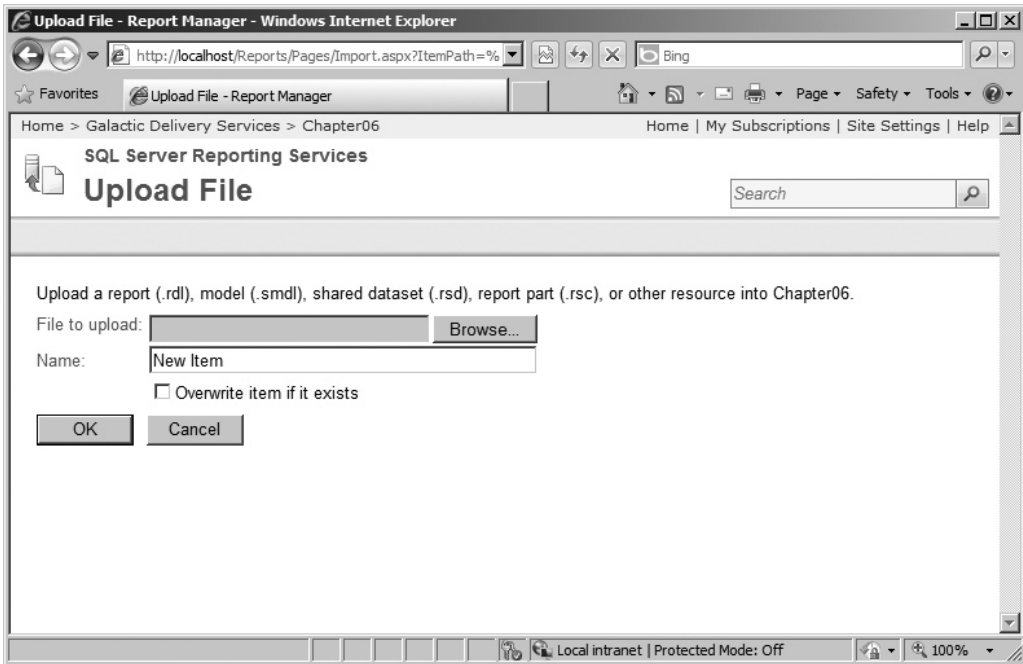 Upload File - Report Manager - Windows Internet Explorer
http://localhost/Reports/Pages/Import.aspx?ItemPath=%
Bing
Favorites
Upload File - Report Manager
Page
Safety
Tools
Home > Galactic Delivery Services > Chapter06
Home | My Subscriptions | Site Settings | Help
SQL Server Reporting Services
Upload File
Search
Upload a report (.rdl), model (.smdl), shared dataset (.rsd), report part (.rsc), or other resource into Chapter06.
File to upload:
Browse...
Name:
New Item
Overwrite item if it exists
OK
Cancel
Local intranet | Protected Mode: Off
100%